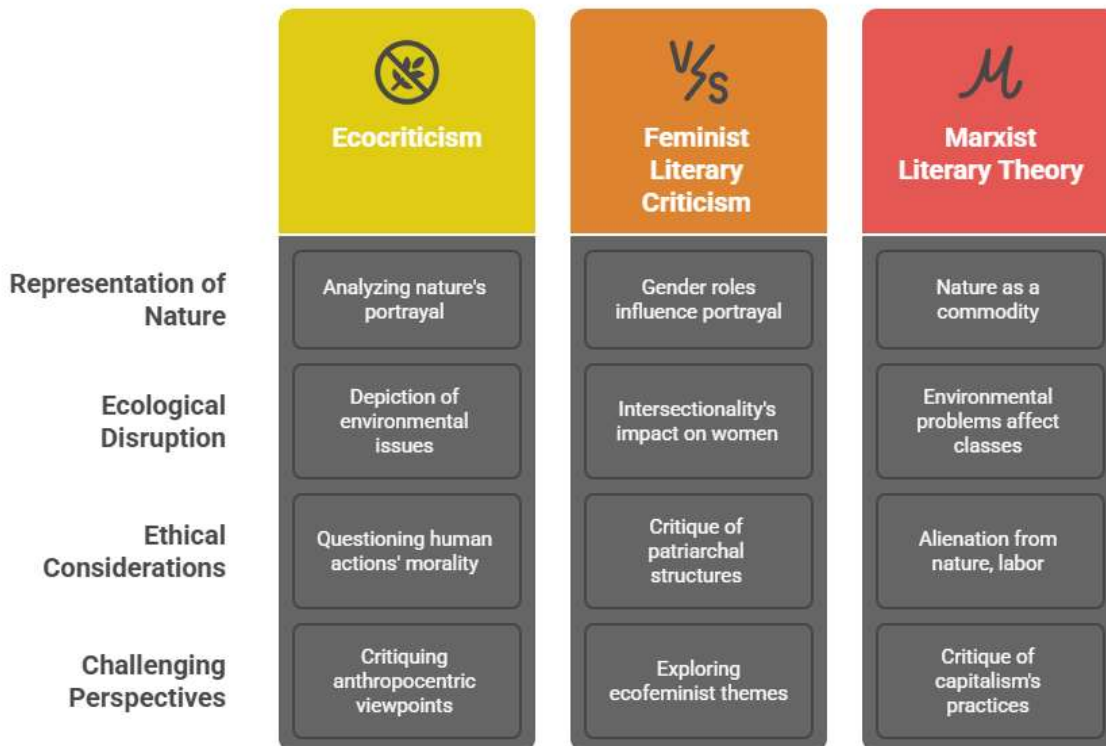 Ecocriticism
Feminist
Literary
Criticism
Marxist
Literary Theory
Representation of
Nature
Analyzing nature's
portrayal
Gender roles
influence portrayal
Nature as a
commodity
Ecological
Disruption
Depiction of
environmental
issues
Intersectionality's
impact on women
Environmental
problems affect
classes
Ethical
Considerations
Questioning human
actions' morality
Critique of
patriarchal
structures
Alienation from
nature, labor
Challenging
Perspectives
Critiquing
anthropocentric
viewpoints
Exploring
ecofeminist themes
Critique of
capitalism's
practices